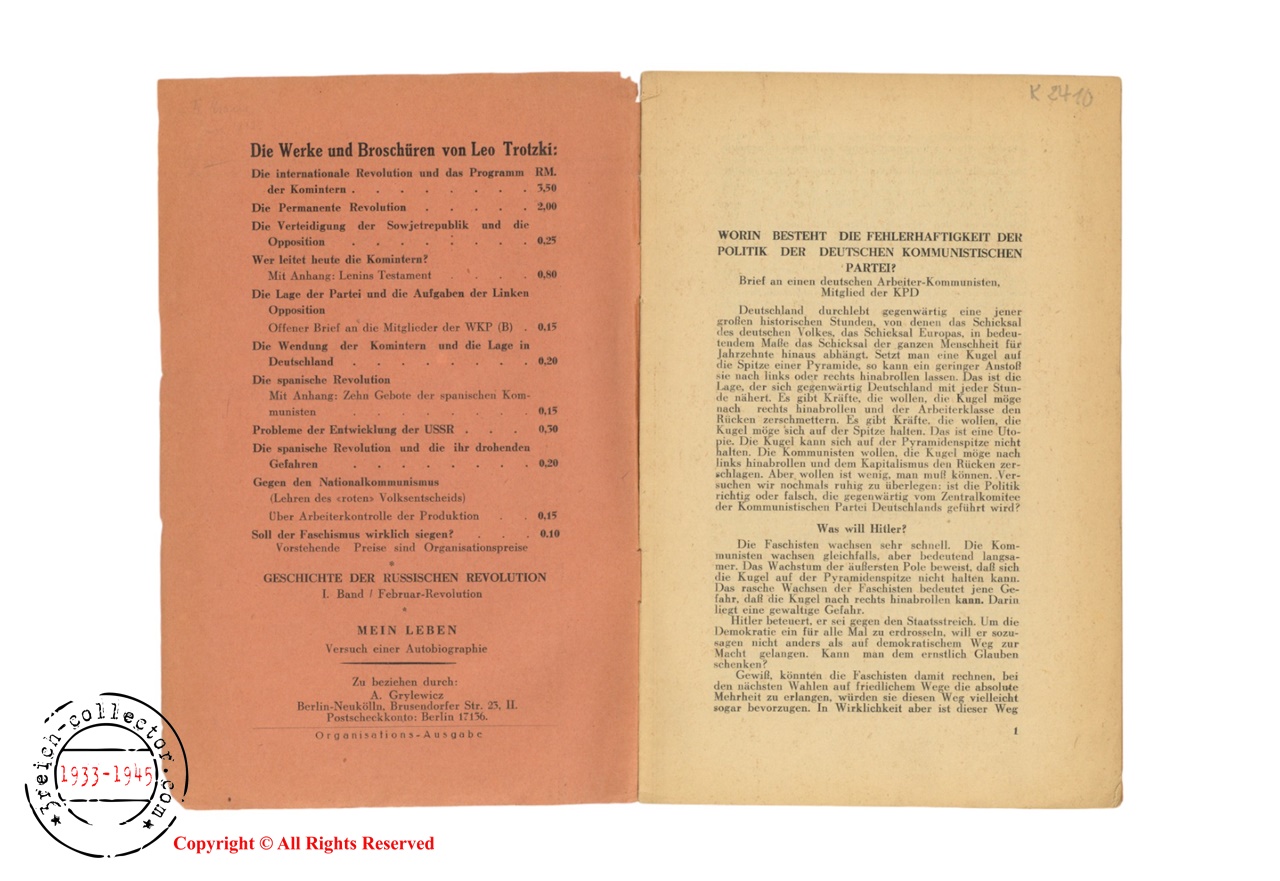 Die Werke und Broschüren von Leo Trotzki:
Die internationale Revolution und das Programm RM.
der Komintern . . . . . . . . 3,50
Die Permanente Revolution . . . . . 2,00
Die Verteidigung der Sowjetrepublik und die
Opposition . . . . . . . . 0,25
Wer leitet heute die Komintern?
Mit Anhang: Lenins Testament . . . . 0,80
Die Lage der Partei und die Aufgaben der Linken
Opposition
Offener Brief an die Mitglieder der WKP (B) . 0,15
Die Wendung der Komintern und die Lage in
Deutschland . . . . . . . . 0,20
Die spanische Revolution
Mit Anhang: Zehn Gebote der spanischen Kom-
munisten . . . . . . . . 0,15
Probleme der Entwicklung der USSR . . . 0,30
Die spanische Revolution und die ihr drohenden
Gefahren . . . . . . . . 0,20
Gegen den Nationalkommunismus
(Lehren des <roten> Volksentscheids)
Über Arbeiterkontrolle der Produktion . . 0,15
Soll der Faschismus wirklich siegen? . . . 0,10
Vorstehende Preise sind Organisationspreise
*
GESCHICHTE DER RUSSISCHEN REVOLUTION
I. Band / Februar-Revolution
*
MEIN LEBEN
Versuch einer Autobiographie
Zu beziehen durch:
A. Grylewicz
Berlin-Neukölln, Brusendorfer Str. 23, II.
Postscheckkonto: Berlin 17136.
Organisations-Ausgabe
K 2410
WORIN BESTEHT DIE FEHLERHAFTIGKEIT DER
POLITIK DER DEUTSCHEN KOMMUNISTISCHEN
PARTEI?
Brief an einen deutschen Arbeiter-Kommunisten,
Mitglied der KPD
Deutschland durchlebt gegenwärtig eine jener
großen historischen Stunden, von denen das Schicksal
des deutschen Volkes, das Schicksal Europas, in bedeu-
tendem Maße das Schicksal der ganzen Menschheit für
Jahrzehnte hinaus abhängt. Setzt man eine Kugel auf
die Spitze einer Pyramide, so kann ein geringer Anstoß
sie nach links oder rechts hinabrollen lassen. Das ist die
Lage, der sich gegenwärtig Deutschland mit jeder Stun-
de nähert. Es gibt Kräfte, die wollen, die Kugel möge
nach rechts hinabrollen und der Arbeiterklasse den
Rücken zerschmettern. Es gibt Kräfte, die wollen, die
Kugel möge sich auf der Spitze halten. Das ist eine Uto-
pie. Die Kugel kann sich auf der Pyramidenspitze nicht
halten. Die Kommunisten wollen, die Kugel möge nach
links hinabrollen und dem Kapitalismus den Rücken zer-
schlagen. Aber wollen ist wenig, man muß können. Ver-
suchen wir nochmals ruhig zu überlegen: ist die Politik
richtig oder falsch, die gegenwärtig vom Zentralkomitee
der Kommunistischen Partei Deutschlands geführt wird?
Was will Hitler?
Die Faschisten wachsen sehr schnell. Die Kom-
munisten wachsen gleichfalls, aber bedeutend langsa-
mer. Das Wachstum der äußersten Pole beweist, daß sich
die Kugel auf der Pyramidenspitze nicht halten kann.
Das rasche Wachsen der Faschisten bedeutet jene Ge-
fahr, daß die Kugel nach rechts hinabrollen kann. Darin
liegt eine gewaltige Gefahr.
Hitler beteuert, er sei gegen den Staatsstreich. Um die
Demokratie ein für alle Mal zu erdrosseln, will er sozu-
sagen nicht anders als auf demokratischem Weg zur
Macht gelangen. Kann man dem ernstlich Glauben
schenken?
Gewiß, könnten die Faschisten damit rechnen, bei
den nächsten Wahlen auf friedlichem Wege die absolute
Mehrheit zu erlangen, würden sie diesen Weg vielleicht
sogar bevorzugen. In Wirklichkeit aber ist dieser Weg
1
3reich-collector.com
1933-1945
Copyright © All Rights Reserved